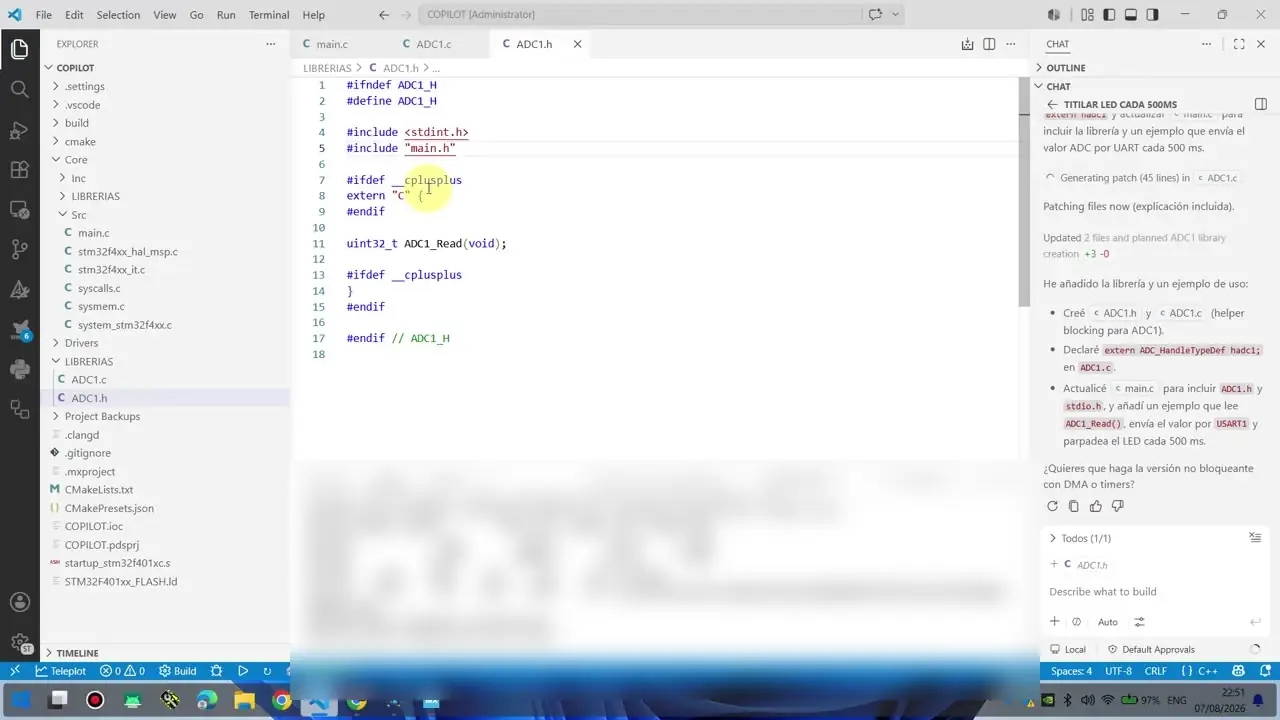 File Edit Selection View Go Run Terminal Help
COPILOT [Administrator]
EXPLORER
COPILOT
.settings
.vscode
build
cmake
Core
Inc
LIBRERIAS
Src
C main.c
C stm32f4xx_hal_msp.c
C stm32f4xx_it.c
C syscalls.c
C sysmem.c
C system_stm32f4xx.c
Drivers
LIBRERIAS
C ADC1.c
C ADC1.h
Project Backups
.clangd
.gitignore
.mxproject
M CMakeLists.txt
{} CMakePresets.json
COPILOT.ioc
COPILOT.pdsprj
ASM startup_stm32f401xc.s
STM32F401xx_FLASH.ld
TIMELINE
C main.c
C ADC1.c
C ADC1.h
LIBRERIAS > C ADC1.h > ...
1 #ifndef ADC1_H
2 #define ADC1_H
3
4 #include <stdint.h>
5 #include "main.h"
6
7 #ifdef __cplusplus
8 extern "C" {
9 #endif
10
11 uint32_t ADC1_Read(void);
12
13 #ifdef __cplusplus
14 }
15 #endif
16
17 #endif // ADC1_H
18
CHAT
OUTLINE
CHAT
TITILAR LED CADA 500MS
extern hadc1 y actualizar C main.c para
incluir la librería y un ejemplo que envía el
valor ADC por UART cada 500 ms.
Generating patch (45 lines) in C ADC1.c
Patching files now (explicación incluida).
Updated 2 files and planned ADC1 library
creation +3 -0
He añadido la librería y un ejemplo de uso:
Creé C ADC1.h y C ADC1.c (helper
blocking para ADC1).
Declaré extern ADC_HandleTypeDef hadc1;
en ADC1.c.
Actualicé C main.c para incluir ADC1.h y
stdio.h, y añadí un ejemplo que lee
ADC1_Read(), envía el valor por USART1 y
parpadea el LED cada 500 ms.
¿Quieres que haga la versión no bloqueante
con DMA o timers?
Todos (1/1)
+ C ADC1.h
Describe what to build
Auto
Local Default Approvals
6
ST
Teleplot 0 0 Build
Spaces: 4 UTF-8 CRLF {} C++
97% ENG
22:51
07/08/2026